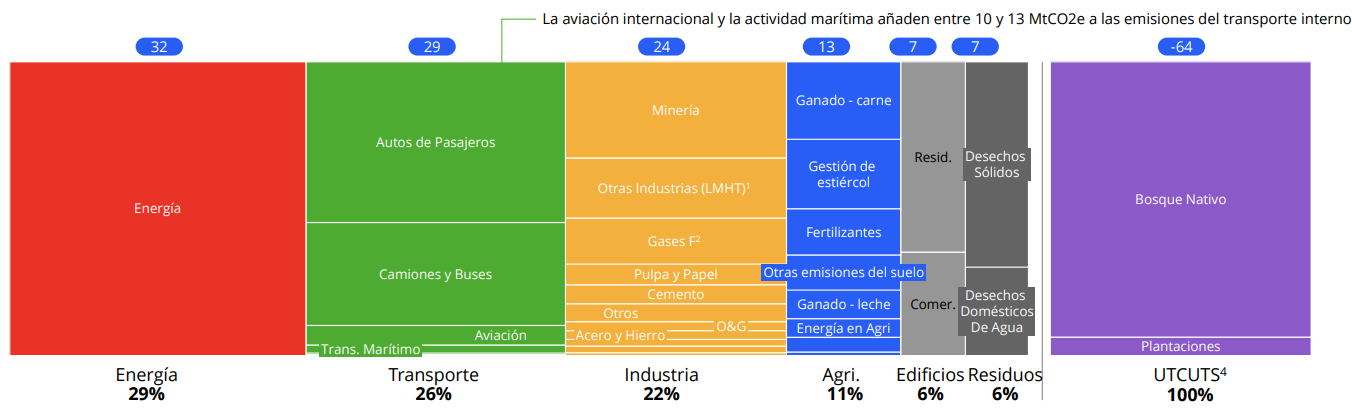 La aviación internacional y la actividad marítima añaden entre 10 y 13 MtCO2e a las emisiones del transporte interno
32 29 24 13 7 7 -64
Energía
Autos de Pasajeros
Camiones y Buses
Aviación
Trans. Marítimo
Minería
Otras Industrias (LMHT)¹
Gases F²
Pulpa y Papel
Cemento
Otros
O&G
Acero y Hierro
Ganado - carne
Gestión de
estiércol
Fertilizantes
Otras emisiones del suelo
Ganado - leche
Energía en Agri
Resid.
Comer.
Desechos
Sólidos
Desechos
Domésticos
De Agua
Bosque Nativo
Plantaciones
Energía Transporte Industria Agri. Edificios Residuos UTCUTS⁴
29% 26% 22% 11% 6% 6% 100%